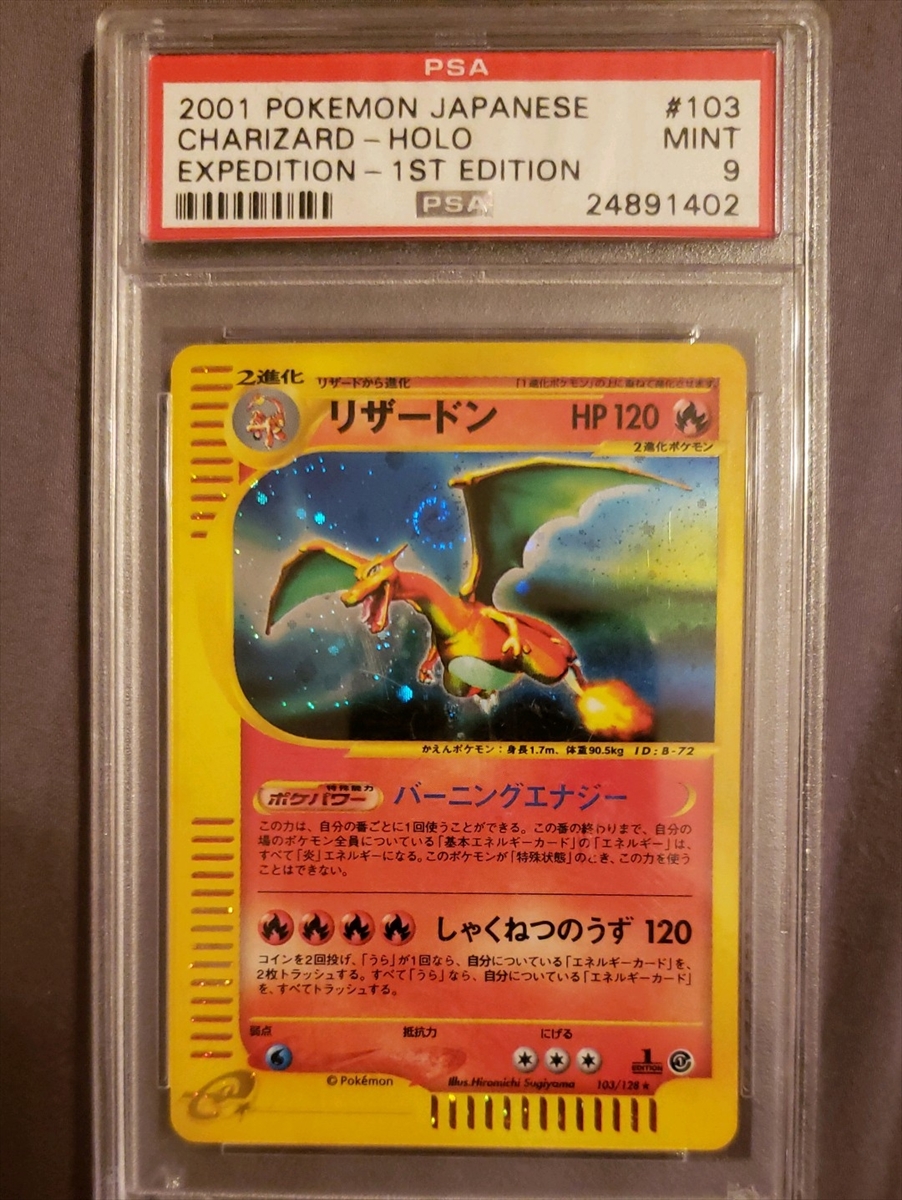 PSA
2001 POKEMON JAPANESE #103
CHARIZARD - HOLO MINT
EXPEDITION - 1ST EDITION 9
PSA 24891402
2進化 リザードから進化 「1進化ポケモン」の上に重ねて進化させます
リザードン HP120
2進化ポケモン
かえんポケモン:身長1.7m、体重90.5kg ID:B-72
特殊能力
ポケパワー バーニングエナジー
この力は、自分の番ごとに1回使うことができる。この番の終わりまで、自分の
場のポケモン全員についている「基本エネルギーカード」の「エネルギー」は、
すべて「炎」エネルギーになる。このポケモンが「特殊状態」のとき、この力を使う
ことはできない。
しゃくねつのうず 120
コインを2回投げ、「うら」が1回なら、自分についている「エネルギーカード」を、
2枚トラッシュする。すべて「うら」なら、自分についている「エネルギーカード」
を、すべてトラッシュする。
弱点 抵抗力 にげる
1
EDITION
© Pokémon Illus.Hiromichi Sugiyama 103/128 ★
e